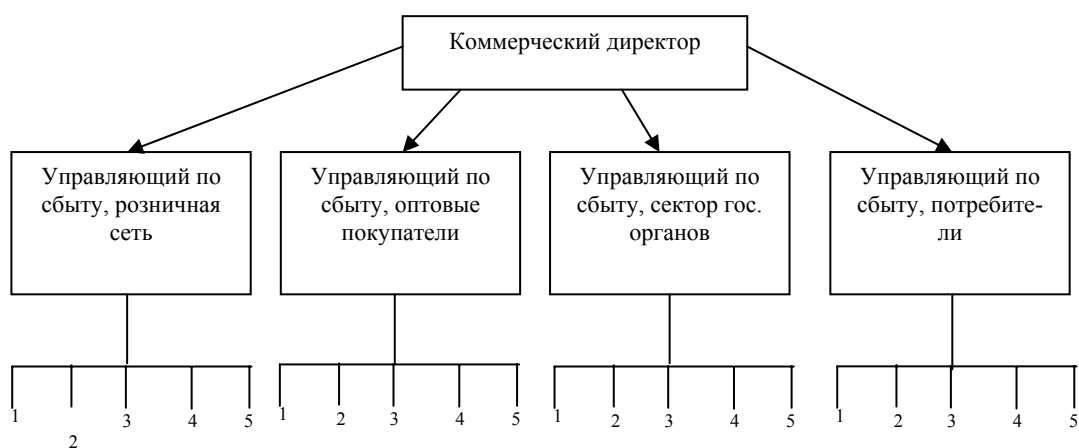 Коммерческий директор
Управляющий по
сбыту, розничная
сеть
Управляющий по
сбыту, оптовые
покупатели
Управляющий по
сбыту, сектор гос.
органов
Управляющий по
сбыту, потребите-
ли
1 2 3 4 5
1 2 3 4 5
1 2 3 4 5
1 2 3 4 5